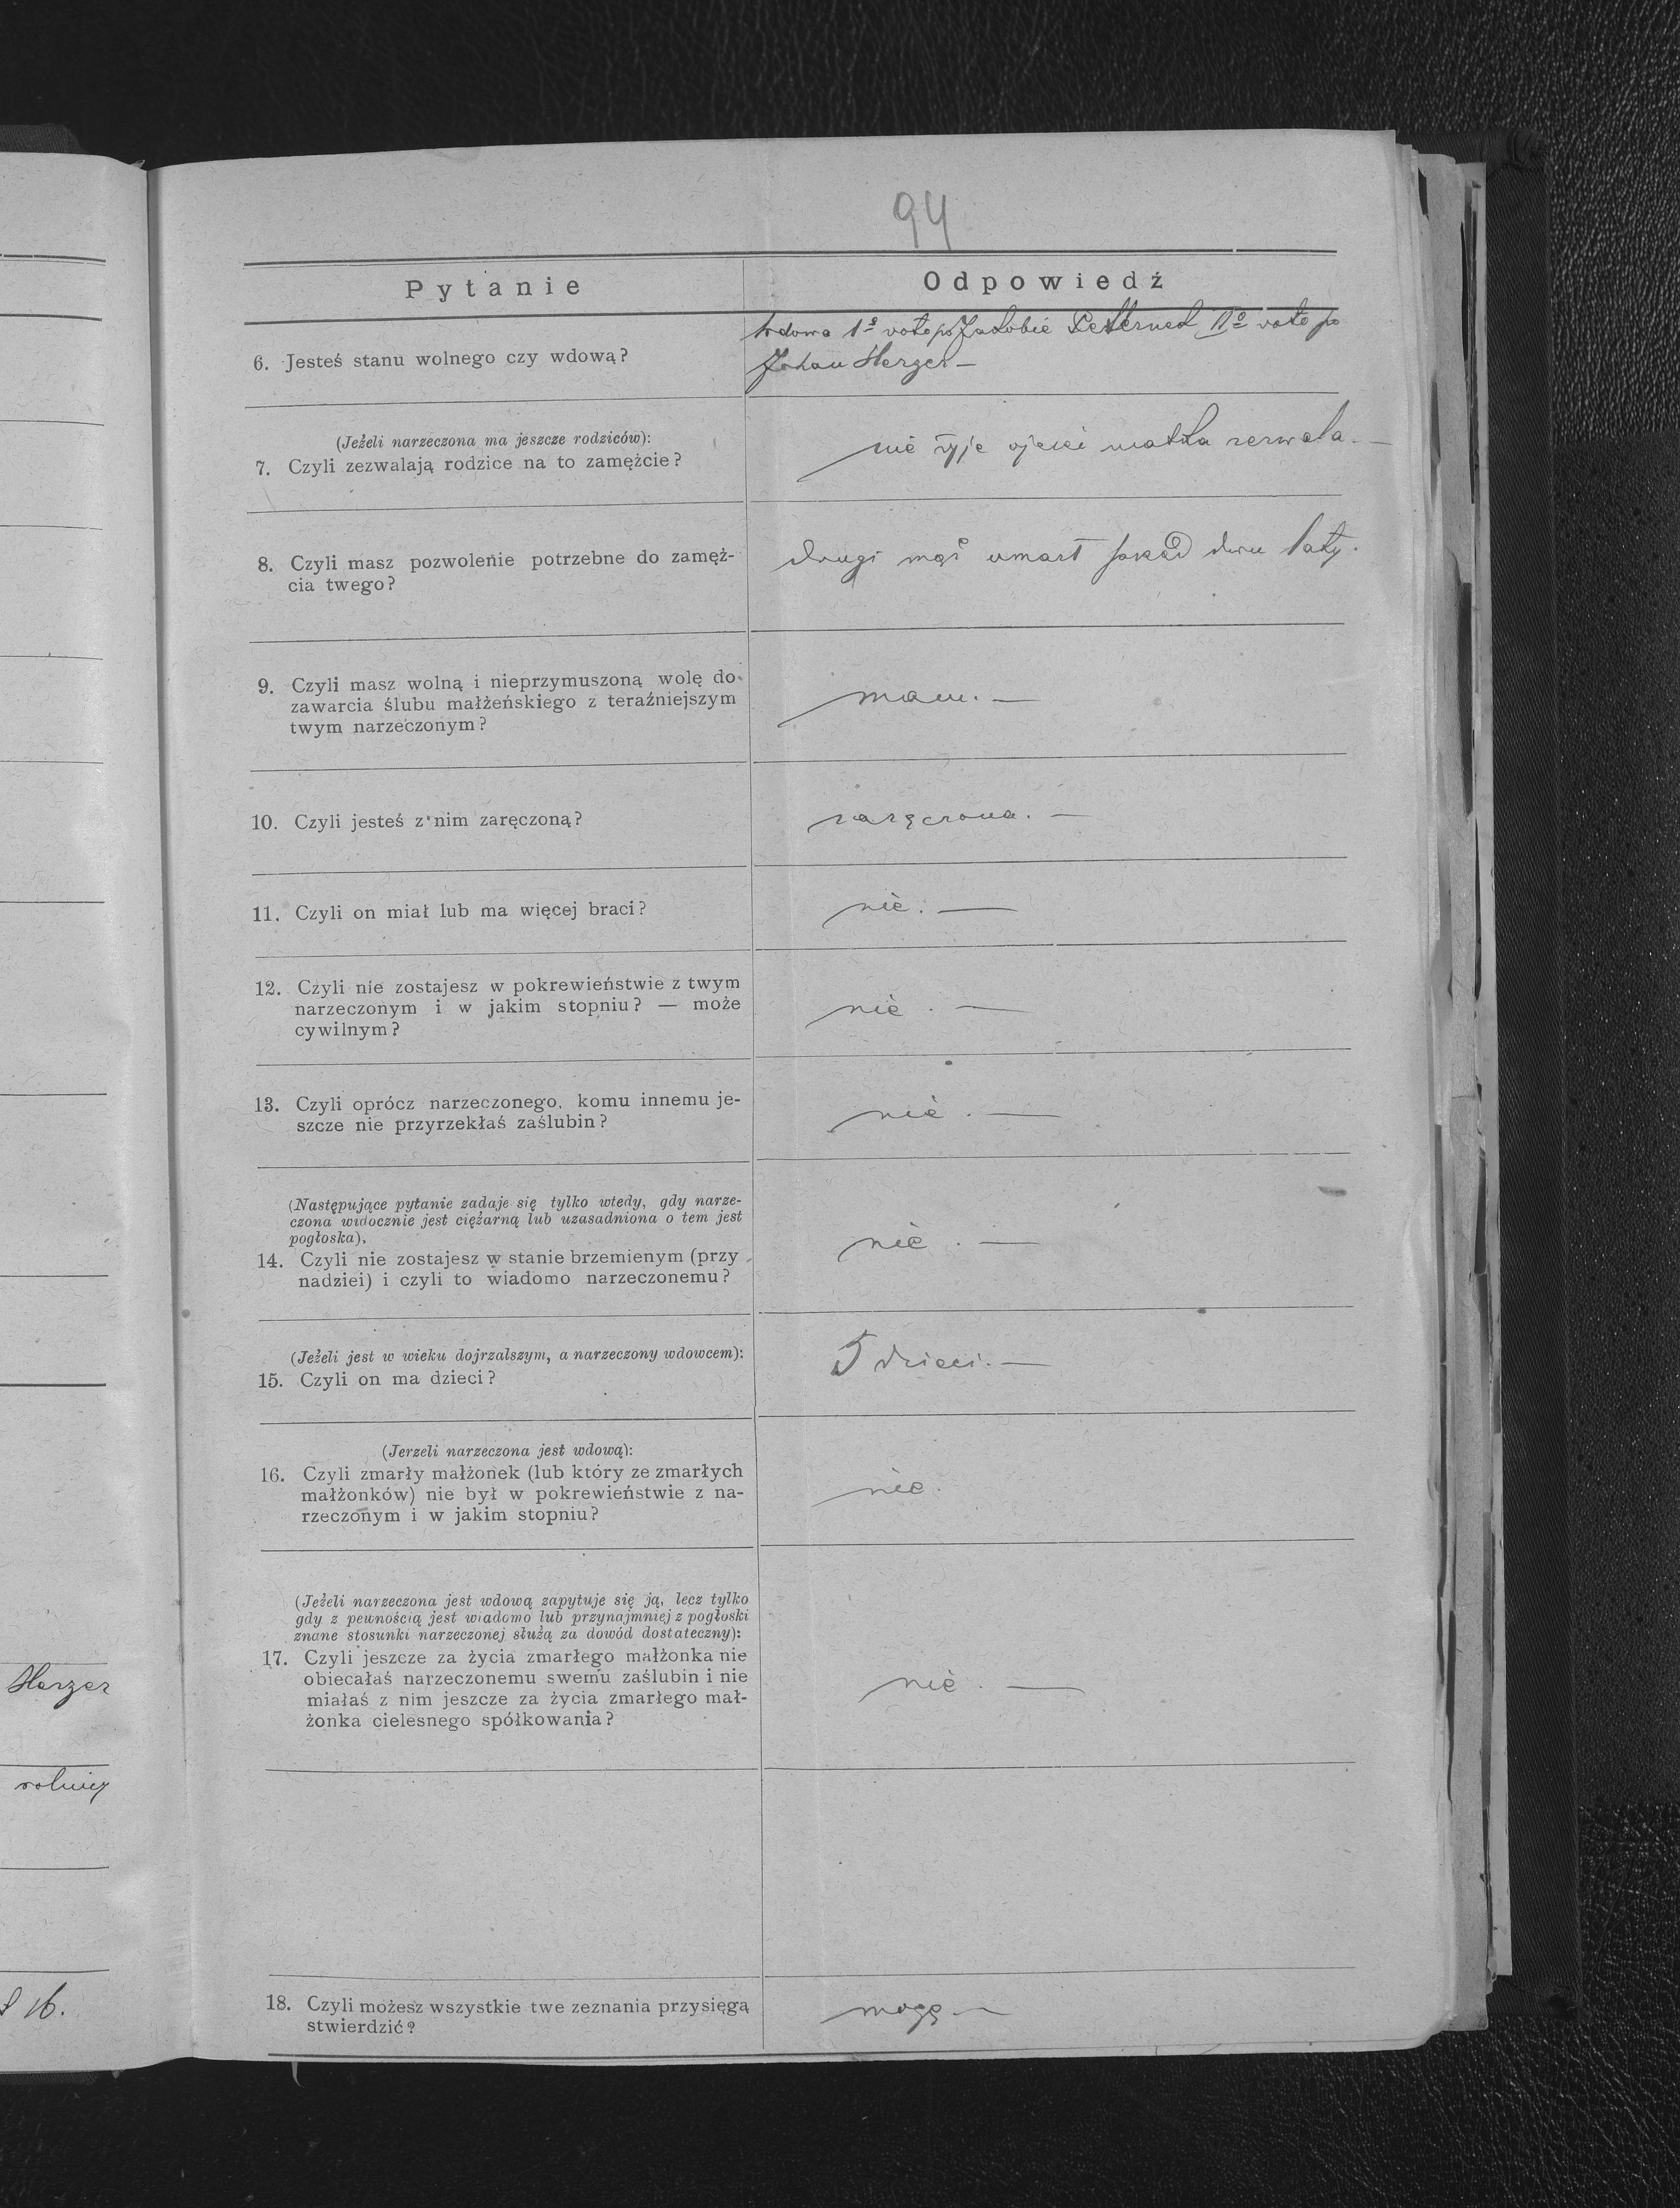 94
Pytanie
Odpowiedź
6. Jesteś stanu wolnego czy wdową?
wdowa 1º voto po Jakobie IIº voto po
Johan Herzer —
(Jeżeli narzeczona ma jeszcze rodziców):
7. Czyli zezwalają rodzice na to zamężcie?
nie żyje ojciec matka zezwala. —
8. Czyli masz pozwolenie potrzebne do zamęż-
cia twego?
drugi mąż umarł dwu laty.
9. Czyli masz wolną i nieprzymuszoną wolę do
zawarcia ślubu małżeńskiego z teraźniejszym
twym narzeczonym?
mam. —
10. Czyli jesteś z nim zaręczoną?
zaręczona. —
11. Czyli on miał lub ma więcej braci?
nie. —
12. Czyli nie zostajesz w pokrewieństwie z twym
narzeczonym i w jakim stopniu? — może
cywilnym?
nie. —
13. Czyli oprócz narzeczonego, komu innemu je-
szcze nie przyrzekłaś zaślubin?
nie. —
(Następujące pytanie zadaje się tylko wtedy, gdy narze-
czona widocznie jest ciężarną lub uzasadniona o tem jest
pogłoska),
14. Czyli nie zostajesz w stanie brzemienym (przy
nadziei) i czyli to wiadomo narzeczonemu?
nie. —
(Jeżeli jest w wieku dojrzalszym, a narzeczony wdowcem):
15. Czyli on ma dzieci?
5 dzieci. —
(Jerzeli narzeczona jest wdową):
16. Czyli zmarły małżonek (lub który ze zmarłych
małżonków) nie był w pokrewieństwie z na-
rzeczonym i w jakim stopniu?
nie.
(Jeżeli narzeczona jest wdową zapytuje się ją, lecz tylko
gdy z pewnością jest wiadomo lub przynajmniej z pogłoski
znane stosunki narzeczonej służą za dowód dostateczny):
17. Czyli jeszcze za życia zmarłego małżonka nie
obiecałaś narzeczonemu swemu zaślubin i nie
miałaś z nim jeszcze za życia zmarłego mał-
żonka cielesnego spółkowania?
nie. —
18. Czyli możesz wszystkie twe zeznania przysięgą
stwierdzić?
mogę —
Herzer
rolnicy
16.